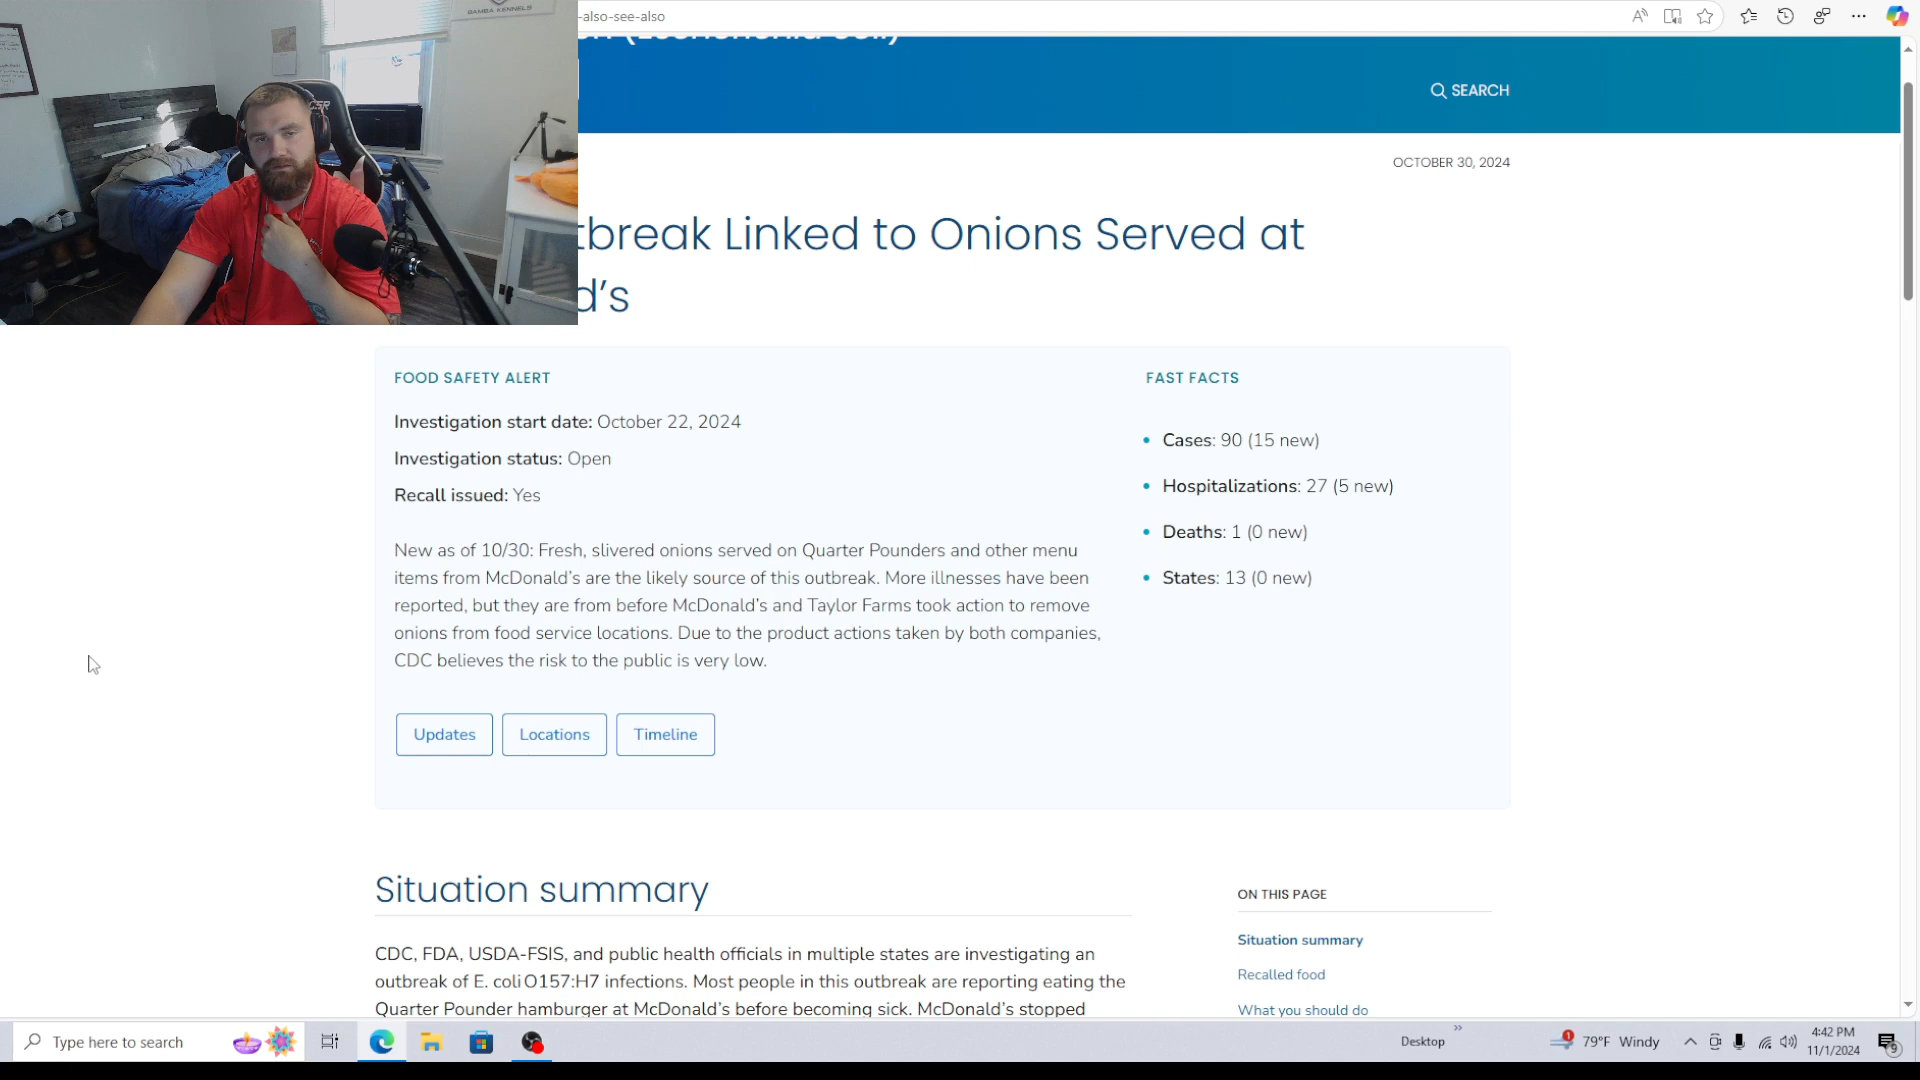 GAMBA KENNELS
-also-see-also
SEARCH
OCTOBER 30, 2024
tbreak Linked to Onions Served at
d's
FOOD SAFETY ALERT
Investigation start date: October 22, 2024
Investigation status: Open
Recall issued: Yes
New as of 10/30: Fresh, slivered onions served on Quarter Pounders and other menu
items from McDonald's are the likely source of this outbreak. More illnesses have been
reported, but they are from before McDonald's and Taylor Farms took action to remove
onions from food service locations. Due to the product actions taken by both companies,
CDC believes the risk to the public is very low.
Updates
Locations
Timeline
FAST FACTS
• Cases: 90 (15 new)
• Hospitalizations: 27 (5 new)
• Deaths: 1 (0 new)
• States: 13 (0 new)
Situation summary
CDC, FDA, USDA-FSIS, and public health officials in multiple states are investigating an
outbreak of E. coli O157:H7 infections. Most people in this outbreak are reporting eating the
Quarter Pounder hamburger at McDonald's before becoming sick. McDonald's stopped
ON THIS PAGE
Situation summary
Recalled food
What you should do
Type here to search
Desktop
1
79°F Windy
4:42 PM
11/1/2024
9